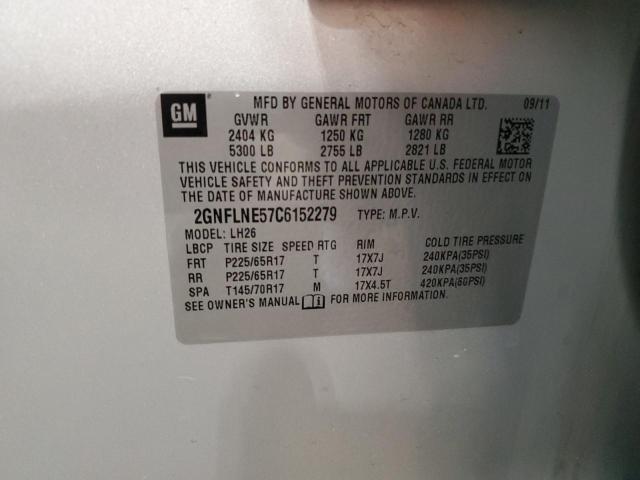 GM
MFD BY GENERAL MOTORS OF CANADA LTD. 09/11
GVWR GAWR FRT GAWR RR
2404 KG 1250 KG 1280 KG
5300 LB 2755 LB 2821 LB
THIS VEHICLE CONFORMS TO ALL APPLICABLE U.S. FEDERAL MOTOR
VEHICLE SAFETY AND THEFT PREVENTION STANDARDS IN EFFECT ON
THE DATE OF MANUFACTURE SHOWN ABOVE.
2GNFLNE57C6152279 TYPE: M.P.V.
MODEL: LH26
LBCP TIRE SIZE SPEED RTG RIM COLD TIRE PRESSURE
FRT P225/65R17 T 17X7J 240KPA(35PSI)
RR P225/65R17 T 17X7J 240KPA(35PSI)
SPA T145/70R17 M 17X4.5T 420KPA(60PSI)
SEE OWNER'S MANUAL FOR MORE INFORMATION.